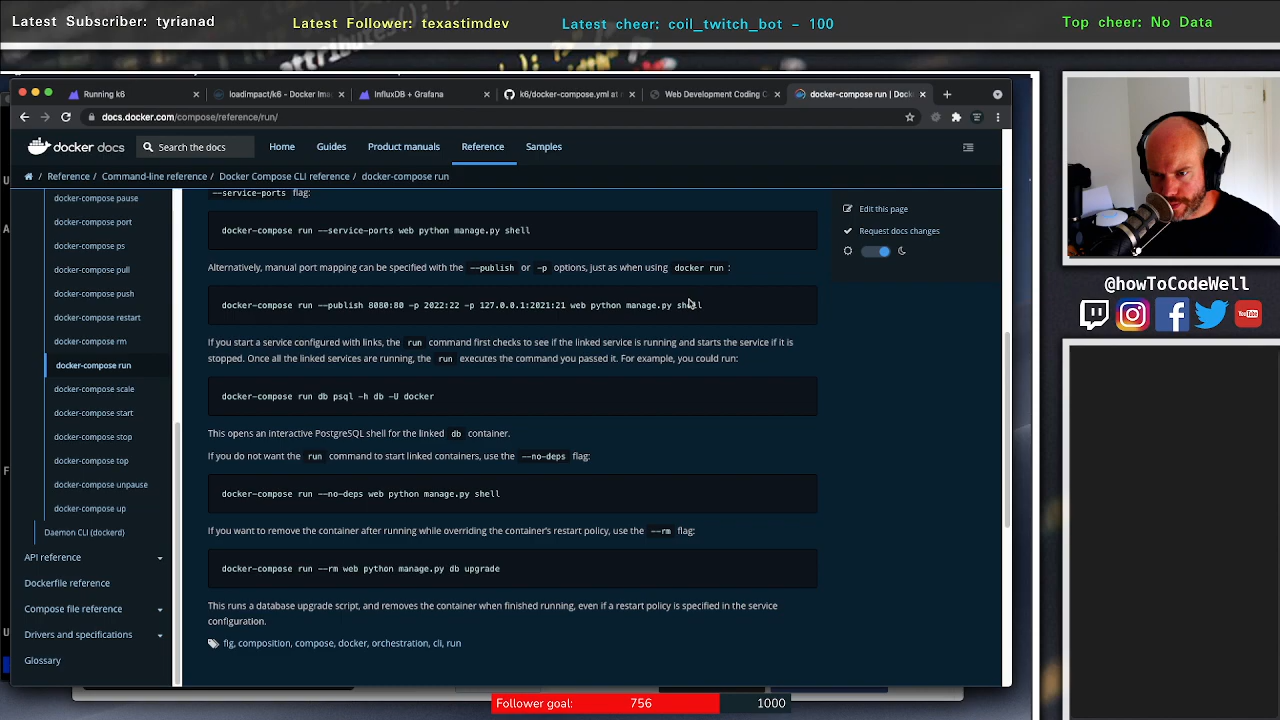 Latest Subscriber: tyrianad
Latest Follower: texastimdev
Latest cheer: coil_twitch_bot - 100
Top cheer: No Data
Running k6
loadimpact/k6 - Docker Ima
InfluxDB + Grafana
k6/docker-compose.yml at
Web Development Coding C
docker-compose run | Dock
docs.docker.com/compose/reference/run/
docker docs
Search the docs
Home
Guides
Product manuals
Reference
Samples
Reference / Command-line reference / Docker Compose CLI reference / docker-compose run
docker-compose pause
docker-compose port
docker-compose ps
docker-compose pull
docker-compose push
docker-compose restart
docker-compose rm
docker-compose run
docker-compose scale
docker-compose start
docker-compose stop
docker-compose top
docker-compose unpause
docker-compose up
Daemon CLI (dockerd)
API reference
Dockerfile reference
Compose file reference
Drivers and specifications
Glossary
--service-ports flag:
docker-compose run --service-ports web python manage.py shell
Alternatively, manual port mapping can be specified with the --publish or -p options, just as when using docker run :
docker-compose run --publish 8080:80 -p 2022:22 -p 127.0.0.1:2021:21 web python manage.py shell
If you start a service configured with links, the run command first checks to see if the linked service is running and starts the service if it is
stopped. Once all the linked services are running, the run executes the command you passed it. For example, you could run:
docker-compose run db psql -h db -U docker
This opens an interactive PostgreSQL shell for the linked db container.
If you do not want the run command to start linked containers, use the --no-deps flag:
docker-compose run --no-deps web python manage.py shell
If you want to remove the container after running while overriding the container's restart policy, use the --rm flag:
docker-compose run --rm web python manage.py db upgrade
This runs a database upgrade script, and removes the container when finished running, even if a restart policy is specified in the service
configuration.
fig, composition, compose, docker, orchestration, cli, run
Edit this page
Request docs changes
@howToCodeWell
You Tube
Follower goal: 756 1000